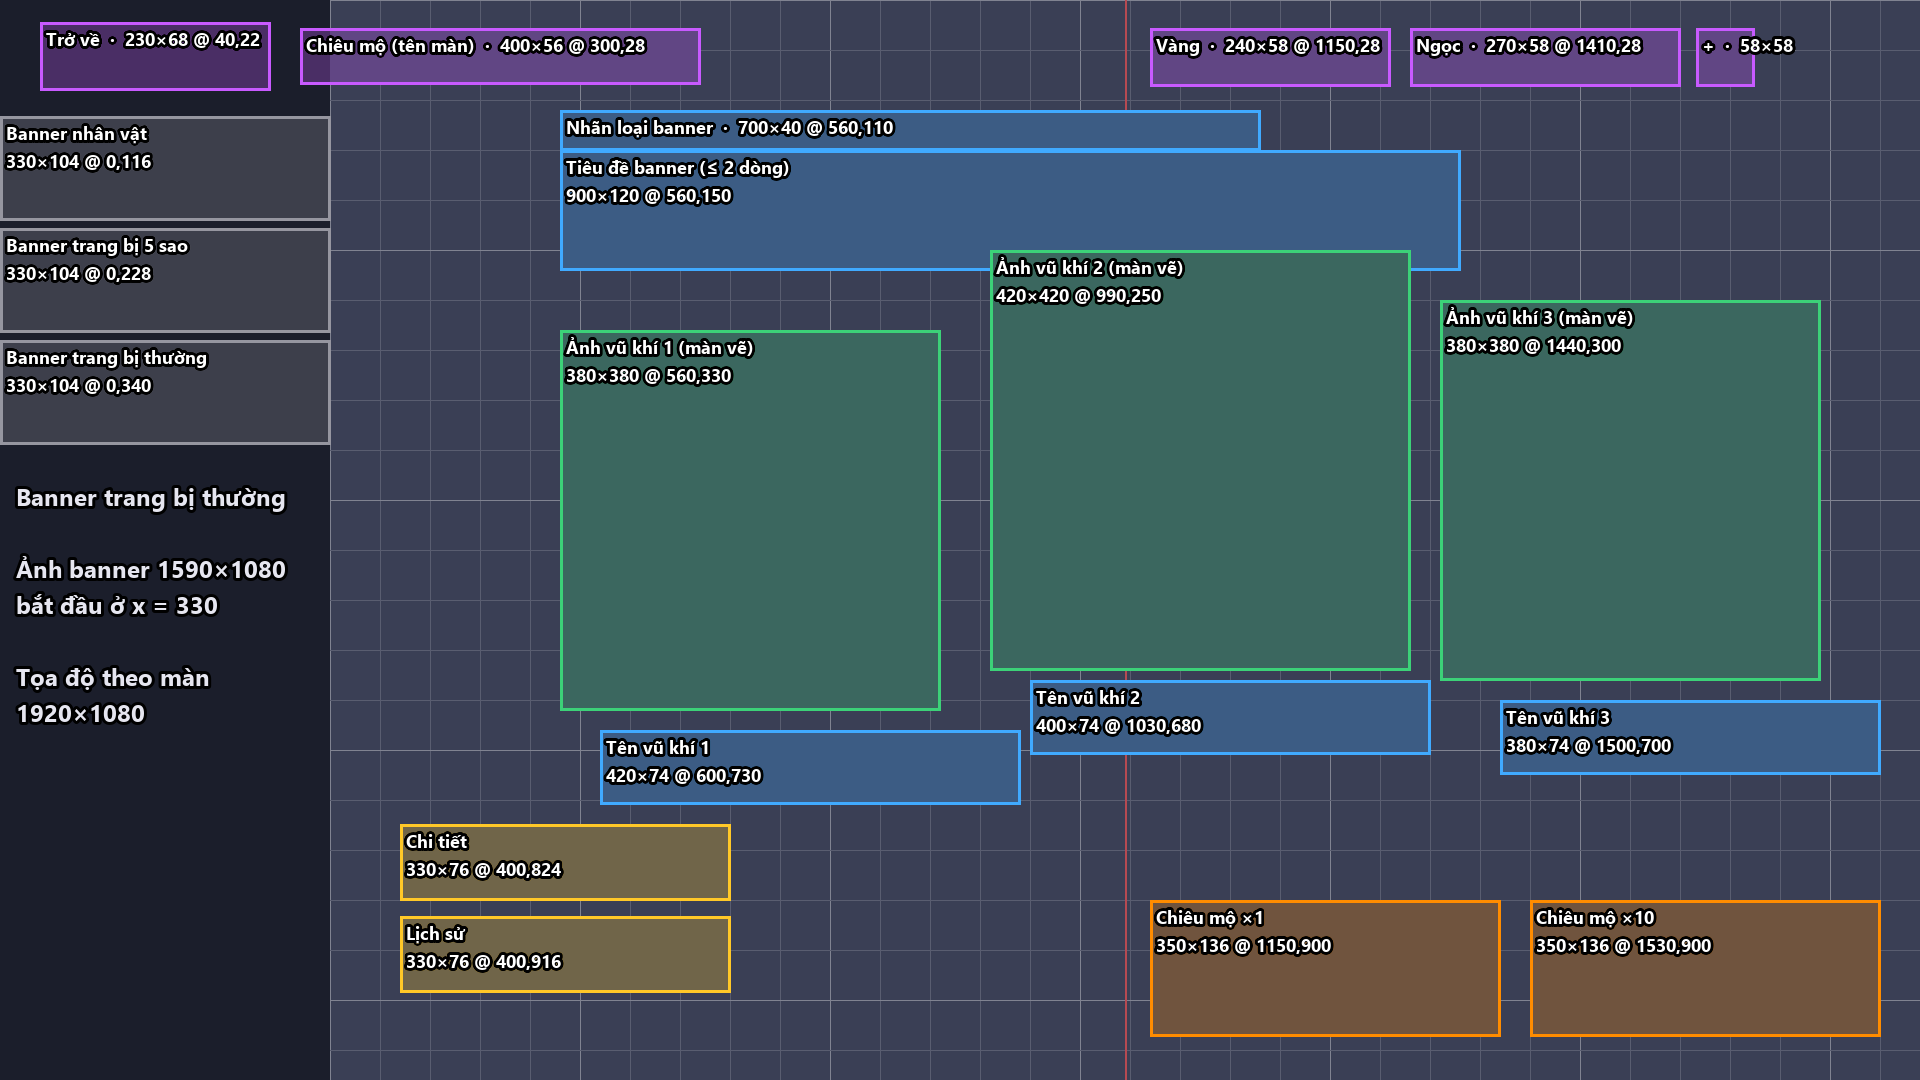 Trở về · 230×68 @ 40,22
Chiêu mộ (tên màn) · 400×56 @ 300,28
Vàng · 240×58 @ 1150,28
Ngọc · 270×58 @ 1410,28
+ · 58×58
Banner nhân vật
330×104 @ 0,116
Banner trang bị 5 sao
330×104 @ 0,228
Banner trang bị thường
330×104 @ 0,340
Banner trang bị thường
Ảnh banner 1590×1080
bắt đầu ở x = 330
Tọa độ theo màn
1920×1080
Nhãn loại banner · 700×40 @ 560,110
Tiêu đề banner (≤ 2 dòng)
900×120 @ 560,150
Ảnh vũ khí 1 (màn vẽ)
380×380 @ 560,330
Ảnh vũ khí 2 (màn vẽ)
420×420 @ 990,250
Ảnh vũ khí 3 (màn vẽ)
380×380 @ 1440,300
Tên vũ khí 1
420×74 @ 600,730
Tên vũ khí 2
400×74 @ 1030,680
Tên vũ khí 3
380×74 @ 1500,700
Chi tiết
330×76 @ 400,824
Lịch sử
330×76 @ 400,916
Chiêu mộ ×1
350×136 @ 1150,900
Chiêu mộ ×10
350×136 @ 1530,900